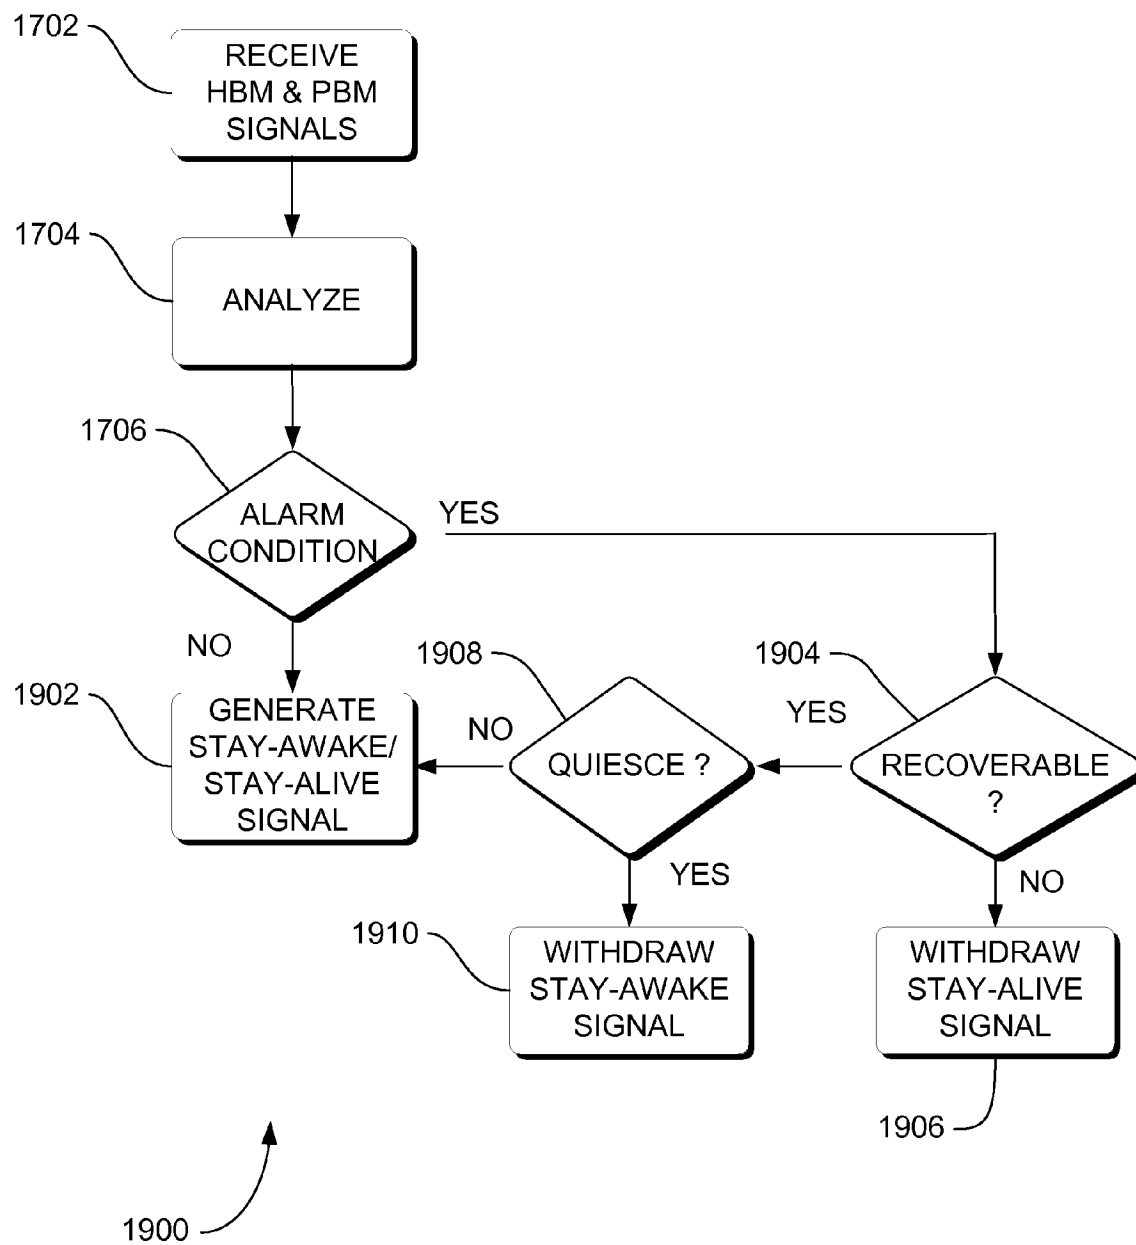 1702
RECEIVE
HBM & PBM
SIGNALS
1704
ANALYZE
1706
ALARM
CONDITION
YES
NO
1902
GENERATE
STAY-AWAKE/
STAY-ALIVE
SIGNAL
NO
1908
QUIESCE ?
YES
1904
RECOVERABLE
?
YES
NO
1910
WITHDRAW
STAY-AWAKE
SIGNAL
WITHDRAW
STAY-ALIVE
SIGNAL
1906
1900